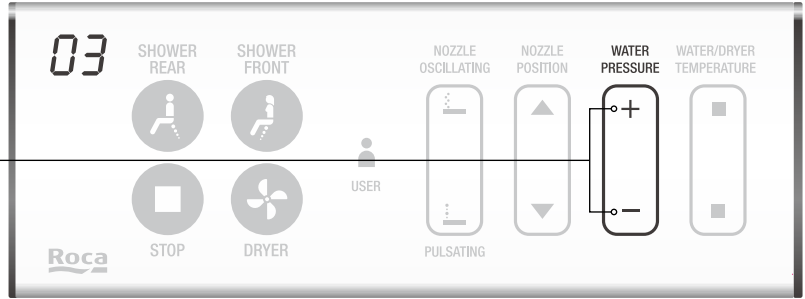 03
SHOWER
REAR
SHOWER
FRONT
NOZZLE
OSCILLATING
NOZZLE
POSITION
WATER
PRESSURE
WATER/DRYER
TEMPERATURE
+
−
USER
STOP
DRYER
PULSATING
Roca